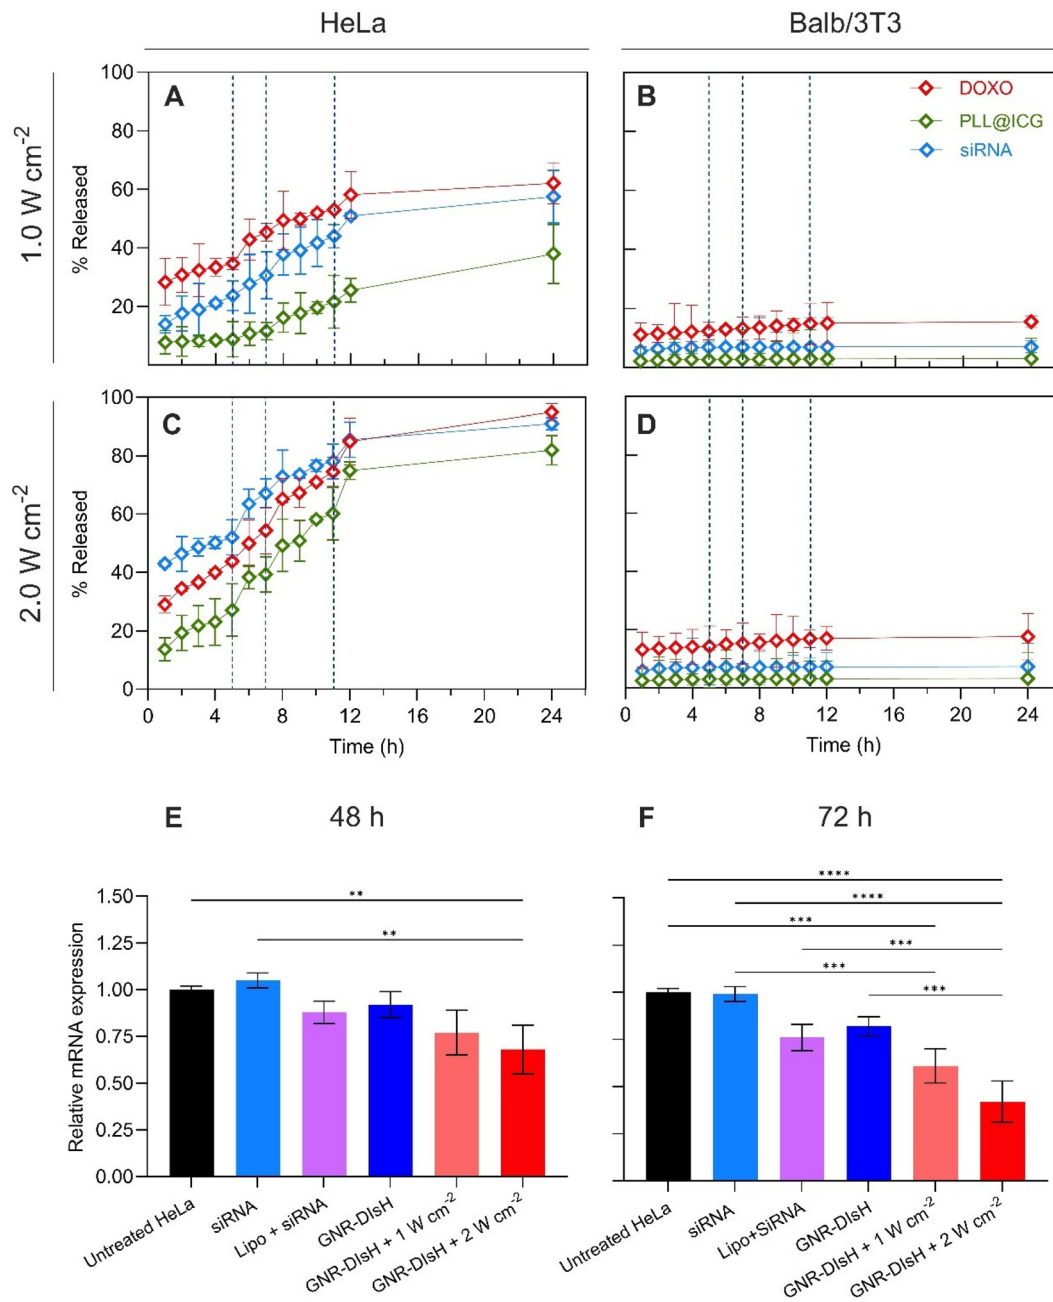 HeLa
Balb/3T3
1.0 W cm-2
% Released
A
100
80
60
40
20
B
DOXO
PLL@ICG
siRNA
2.0 W cm-2
% Released
C
100
80
60
40
20
0
0 4 8 12 16 20 24
Time (h)
D
0 4 8 12 16 20 24
Time (h)
E
48 h
Relative mRNA expression
1.50
1.25
1.00
0.75
0.50
0.25
0.00
**
**
Untreated HeLa
siRNA
Lipo + siRNA
GNR-DIsH
GNR-DIsH + 1 W cm-2
GNR-DIsH + 2 W cm-2
F
72 h
****
****
***
***
***
***
Untreated HeLa
siRNA
Lipo+SiRNA
GNR-DIsH
GNR-DIsH + 1 W cm-2
GNR-DIsH + 2 W cm-2